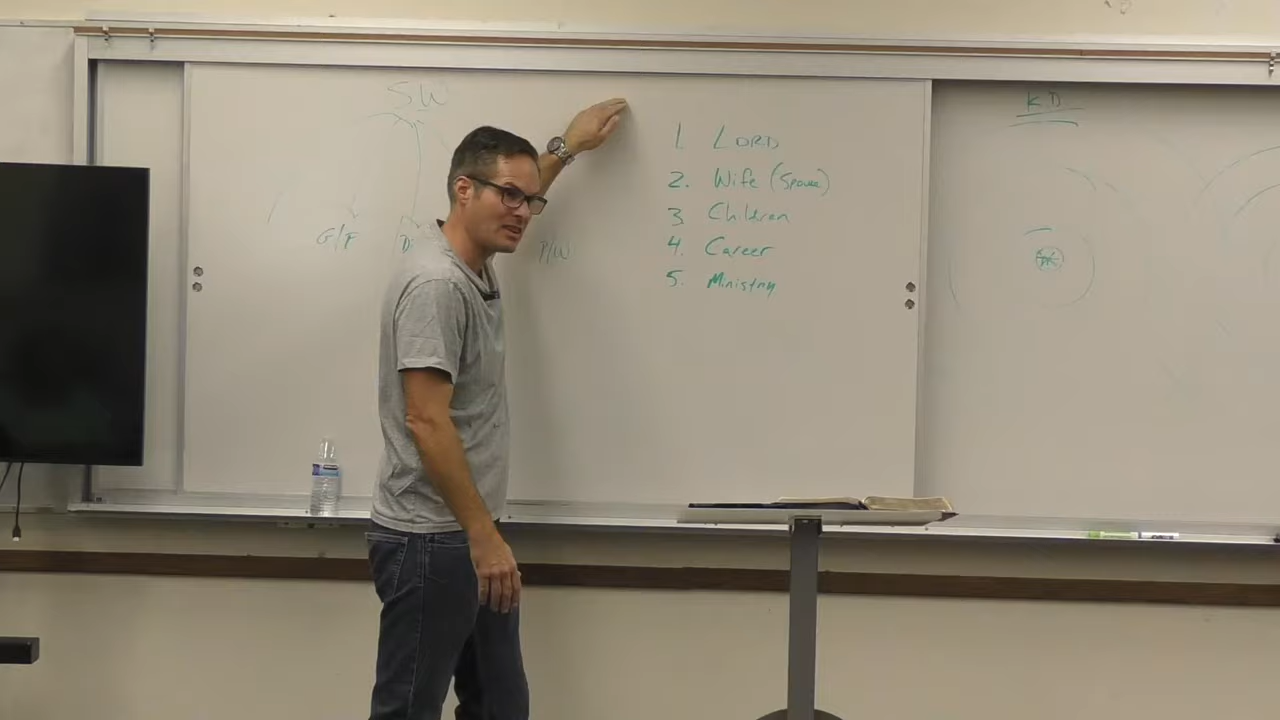 SW
G/F
D
P/W
1 LORD
2. Wife (Spouse)
3 Children
4. Career
5. Ministry
KD